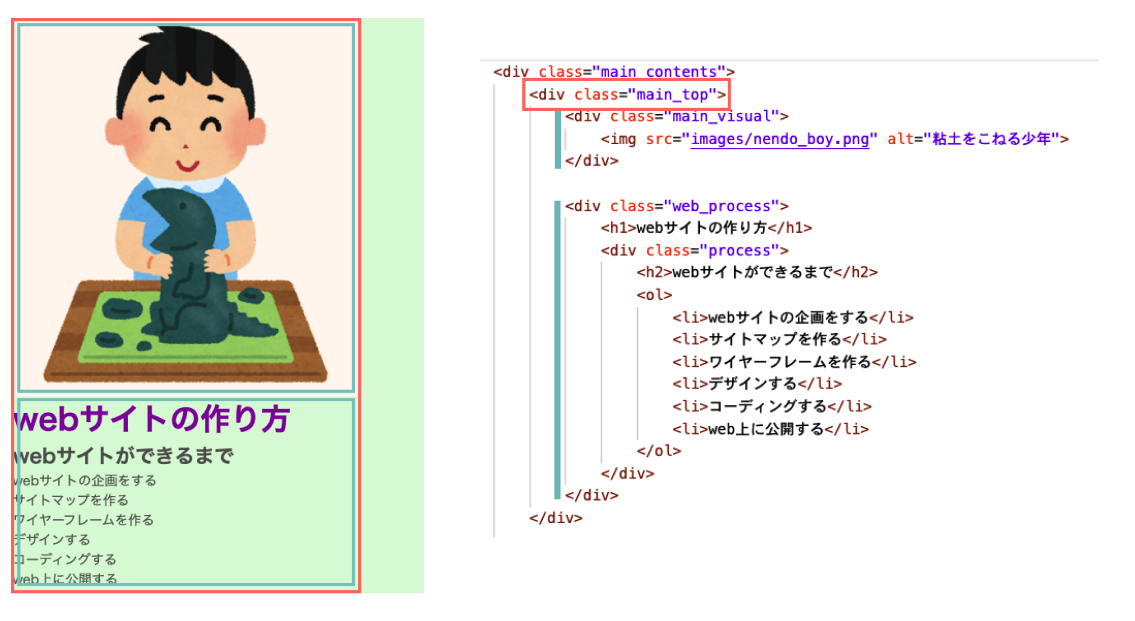 webサイトの作り方
webサイトができるまで
webサイトの企画をする
サイトマップを作る
ワイヤーフレームを作る
デザインする
コーディングする
web上に公開する
<div class="main_contents">
<div class="main_top">
<div class="main_visual">
<img src="images/nendo_boy.png" alt="粘土をこねる少年">
</div>
<div class="web_process">
<h1>webサイトの作り方</h1>
<div class="process">
<h2>webサイトができるまで</h2>
<ol>
<li>webサイトの企画をする</li>
<li>サイトマップを作る</li>
<li>ワイヤーフレームを作る</li>
<li>デザインする</li>
<li>コーディングする</li>
<li>web上に公開する</li>
</ol>
</div>
</div>
</div>